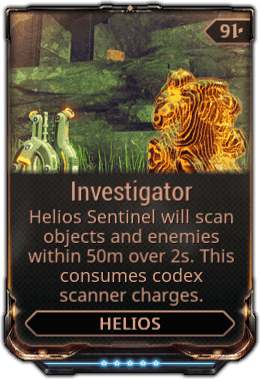 91
Investigator
Helios Sentinel will scan
objects and enemies
within 50m over 2s. This
consumes codex
scanner charges.
HELIOS